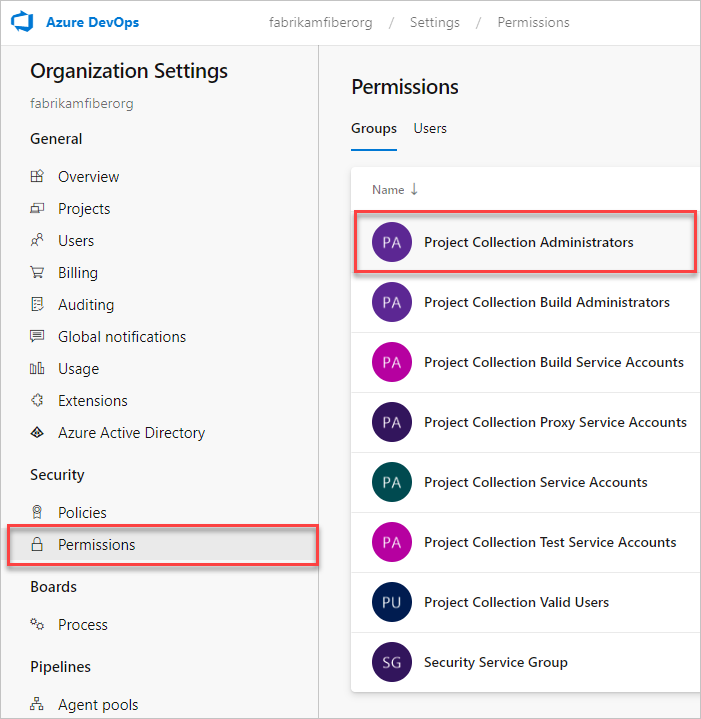 Azure DevOps
fabrikamfiberorg / Settings / Permissions
Organization Settings
fabrikamfiberorg
General
Overview
Projects
Users
Billing
Auditing
Global notifications
Usage
Extensions
Azure Active Directory
Security
Policies
Permissions
Boards
Process
Pipelines
Agent pools
Permissions
Groups Users
Name ↓
PA Project Collection Administrators
PA Project Collection Build Administrators
PA Project Collection Build Service Accounts
PA Project Collection Proxy Service Accounts
PA Project Collection Service Accounts
PA Project Collection Test Service Accounts
PU Project Collection Valid Users
SG Security Service Group